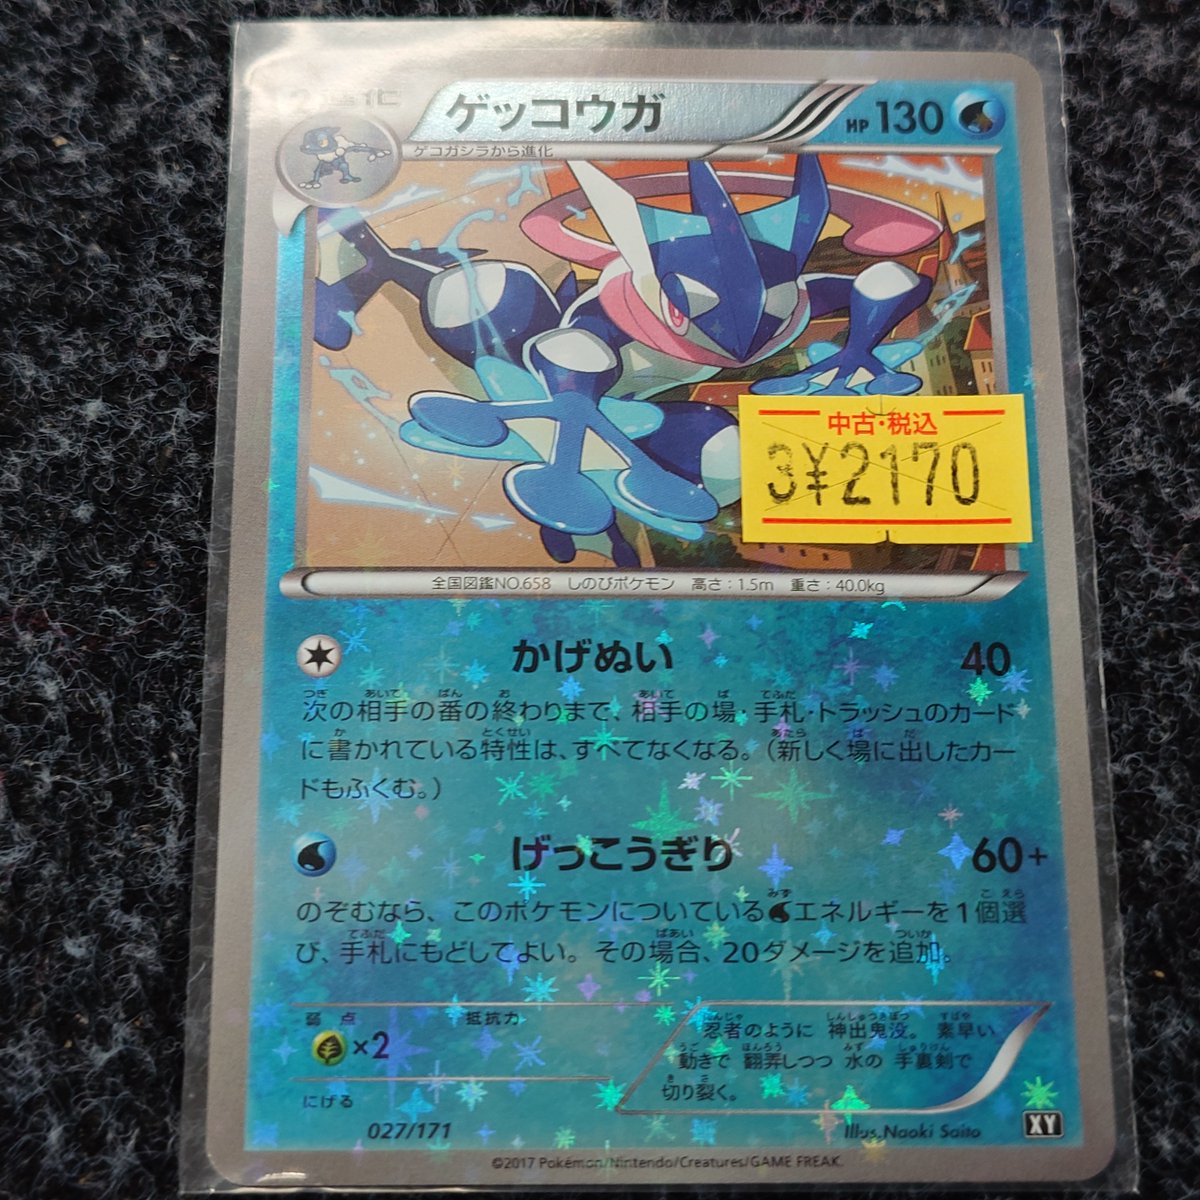 2進化
ゲッコウガ
HP 130
ゲコガシラから進化
中古・税込
3¥2170
全国図鑑NO.658 しのびポケモン 高さ：1.5m 重さ：40.0kg
かげぬい 40
次の相手の番の終わりまで、相手の場・手札・トラッシュのカード
に書かれている特性は、すべてなくなる。（新しく場に出したカー
ドもふくむ。）
げっこうぎり 60+
のぞむなら、このポケモンについているエネルギーを1個選
び、手札にもどしてよい。その場合、20ダメージを追加。
弱点 抵抗力
×2
忍者のように 神出鬼没。素早い
動きで 翻弄しつつ 水の 手裏剣で
切り裂く。
にげる
027/171
Illus. Naoki Saito
XY
©2017 Pokémon/Nintendo/Creatures/GAME FREAK.